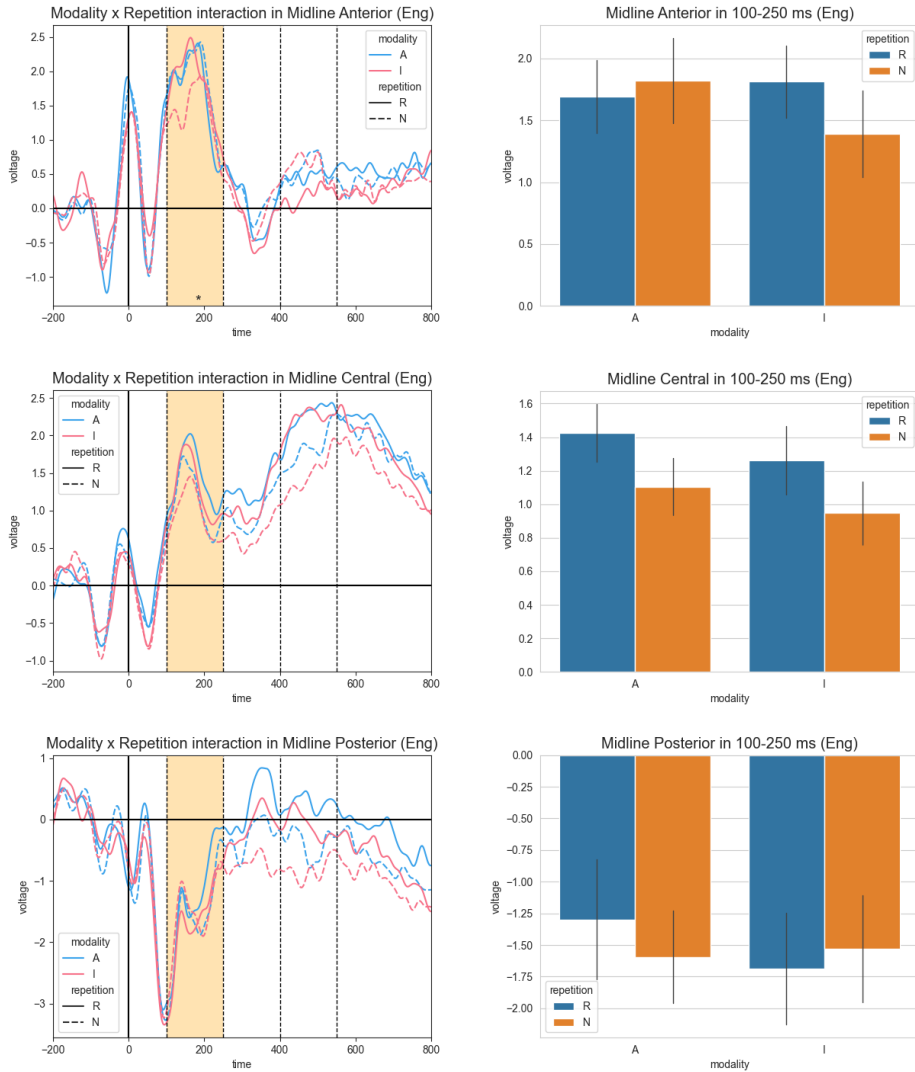 Modality x Repetition interaction in Midline Anterior (Eng)
2.5
2.0
1.5
1.0
0.5
0.0
−0.5
−1.0
voltage
−200
0
200
400
600
800
time
modality
A
I
repetition
R
N
*
Midline Anterior in 100-250 ms (Eng)
2.0
1.5
1.0
0.5
0.0
voltage
A
I
modality
repetition
R
N
Modality x Repetition interaction in Midline Central (Eng)
2.5
2.0
1.5
1.0
0.5
0.0
−0.5
−1.0
voltage
−200
0
200
400
600
800
time
modality
A
I
repetition
R
N
Midline Central in 100-250 ms (Eng)
1.6
1.4
1.2
1.0
0.8
0.6
0.4
0.2
0.0
voltage
A
I
modality
repetition
R
N
Modality x Repetition interaction in Midline Posterior (Eng)
1
0
−1
−2
−3
voltage
−200
0
200
400
600
800
time
modality
A
I
repetition
R
N
Midline Posterior in 100-250 ms (Eng)
0.00
−0.25
−0.50
−0.75
−1.00
−1.25
−1.50
−1.75
−2.00
voltage
A
I
modality
repetition
R
N